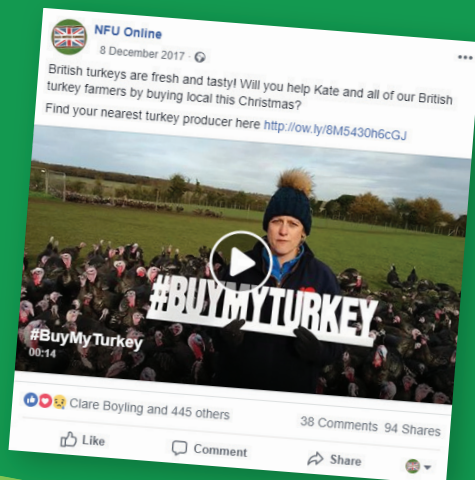 NFU Online
8 December 2017 ·
British turkeys are fresh and tasty! Will you help Kate and all of our British
turkey farmers by buying local this Christmas?
Find your nearest turkey producer here http://ow.ly/8M5430h6cGJ
#BUYMYTURKEY
#BuyMyTurkey
00:14
Clare Boyling and 445 others
38 Comments 94 Shares
Like Comment Share